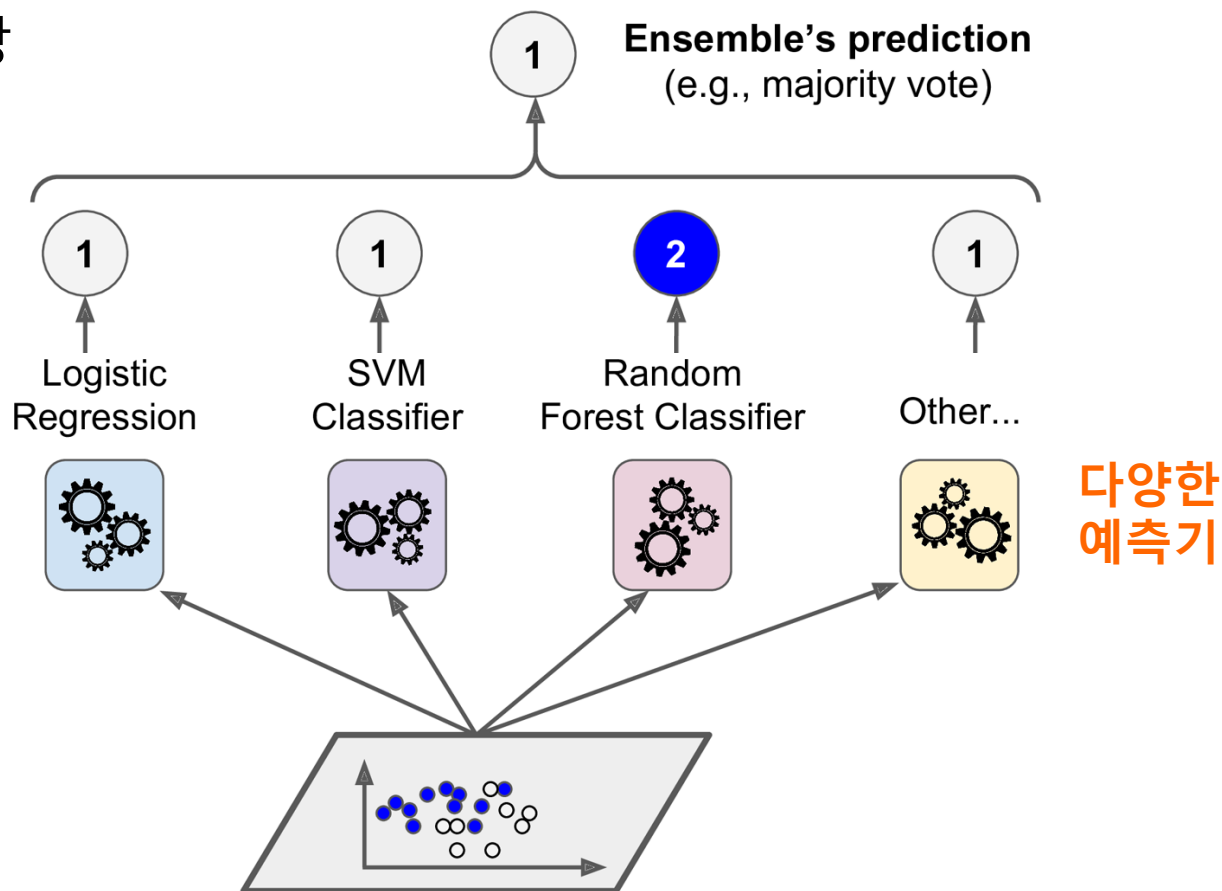 1
Ensemble's prediction
(e.g., majority vote)
1
1
2
1
Logistic
Regression
SVM
Classifier
Random
Forest Classifier
Other...
다양한
예측기